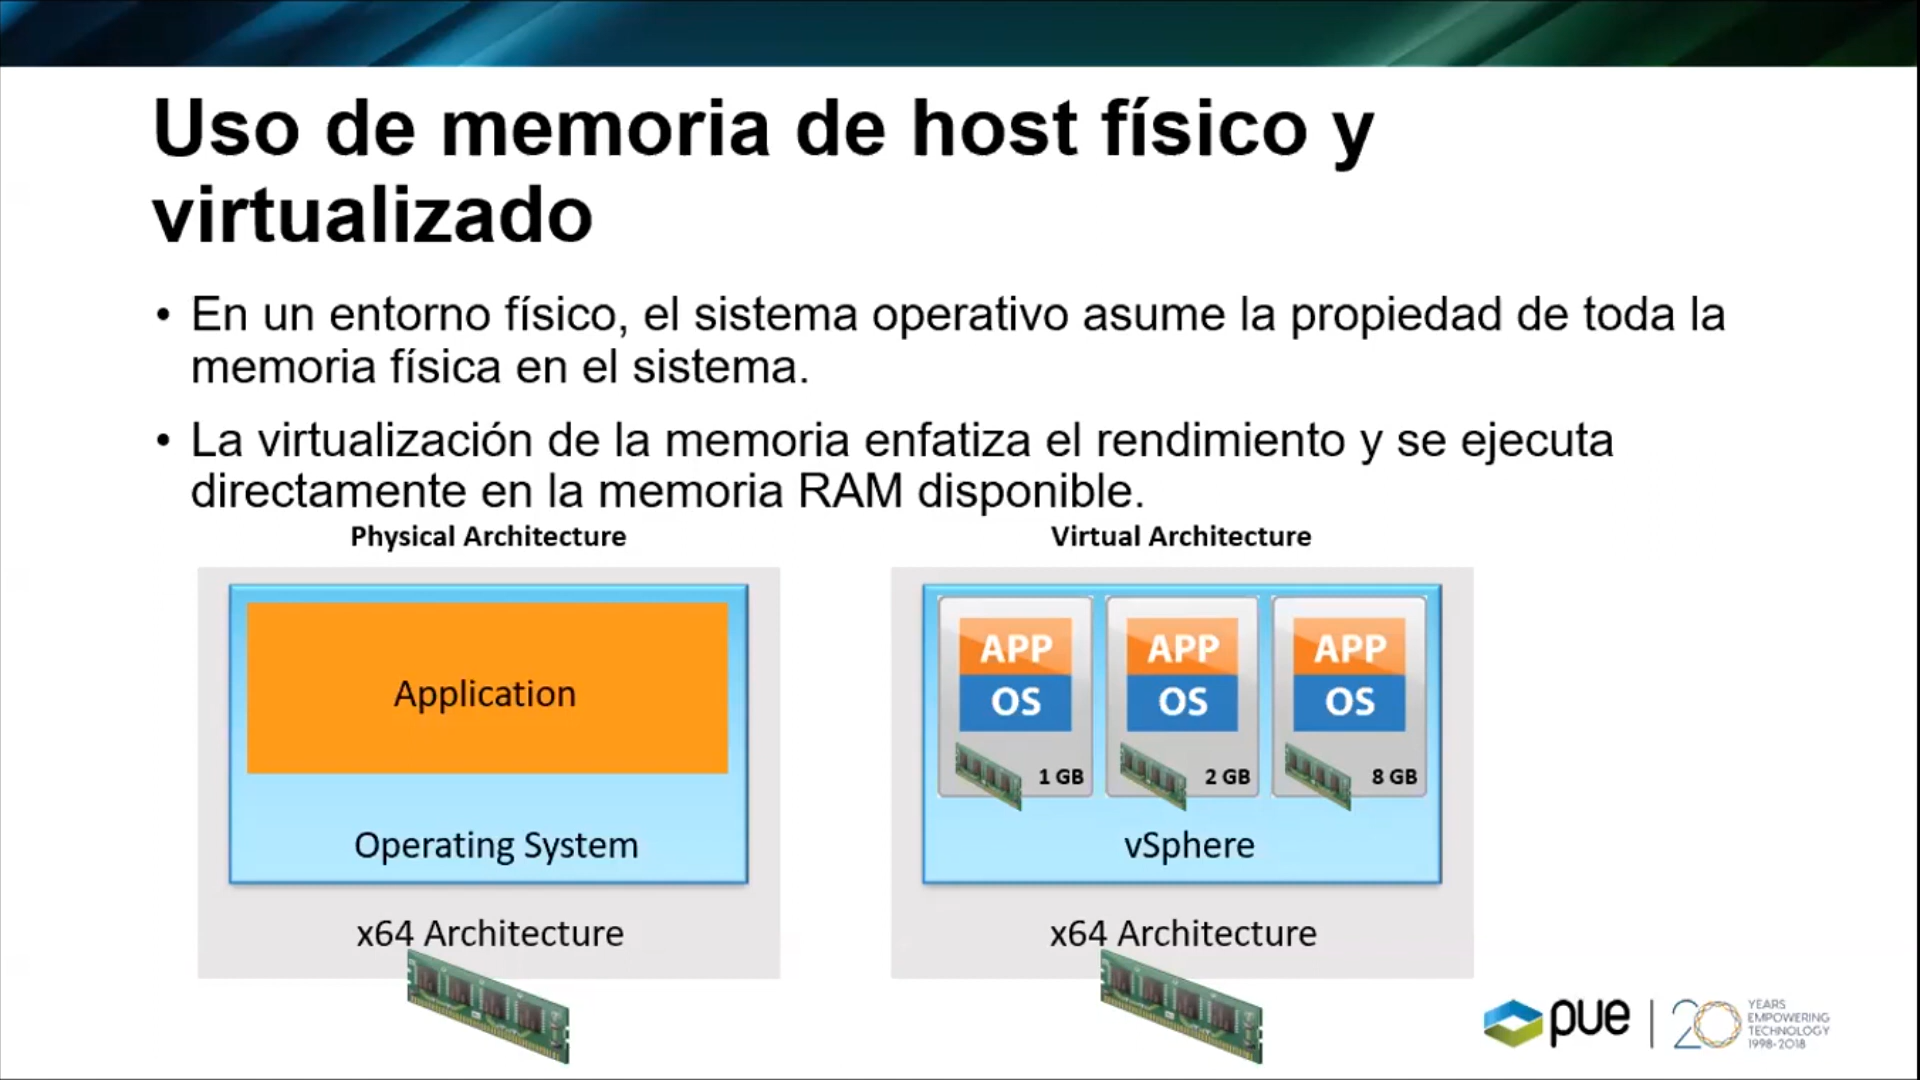 Uso de memoria de host físico y
virtualizado
• En un entorno físico, el sistema operativo asume la propiedad de toda la
memoria física en el sistema.
• La virtualización de la memoria enfatiza el rendimiento y se ejecuta
directamente en la memoria RAM disponible.
Physical Architecture
Application
Operating System
x64 Architecture
Virtual Architecture
APP
OS
1 GB
APP
OS
2 GB
APP
OS
8 GB
vSphere
x64 Architecture
pue
20
YEARS
EMPOWERING
TECHNOLOGY
1998-2018